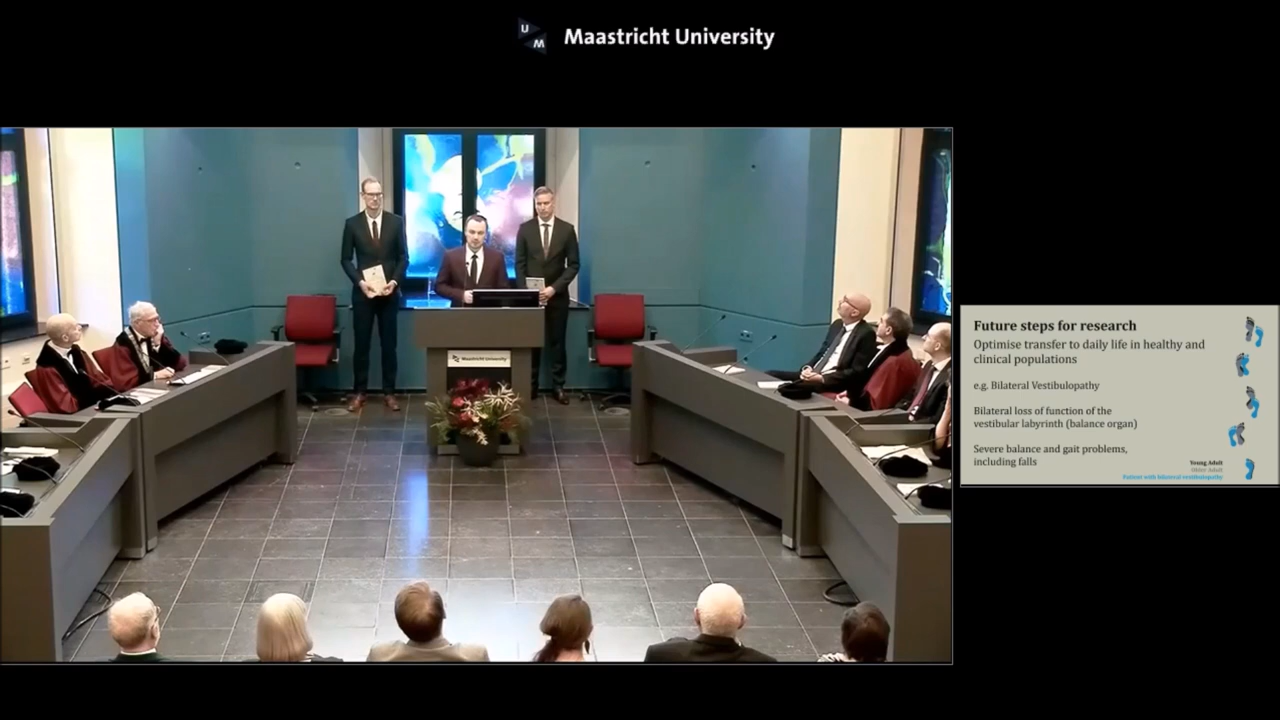 U
M
Maastricht University
Maastricht University
Future steps for research
Optimise transfer to daily life in healthy and
clinical populations
e.g. Bilateral Vestibulopathy
Bilateral loss of function of the
vestibular labyrinth (balance organ)
Severe balance and gait problems,
including falls
Young Adult
Older Adult
Patient with bilateral vestibulopathy